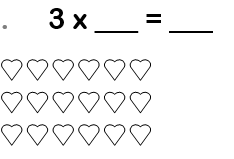 . 3 x ___ = ___